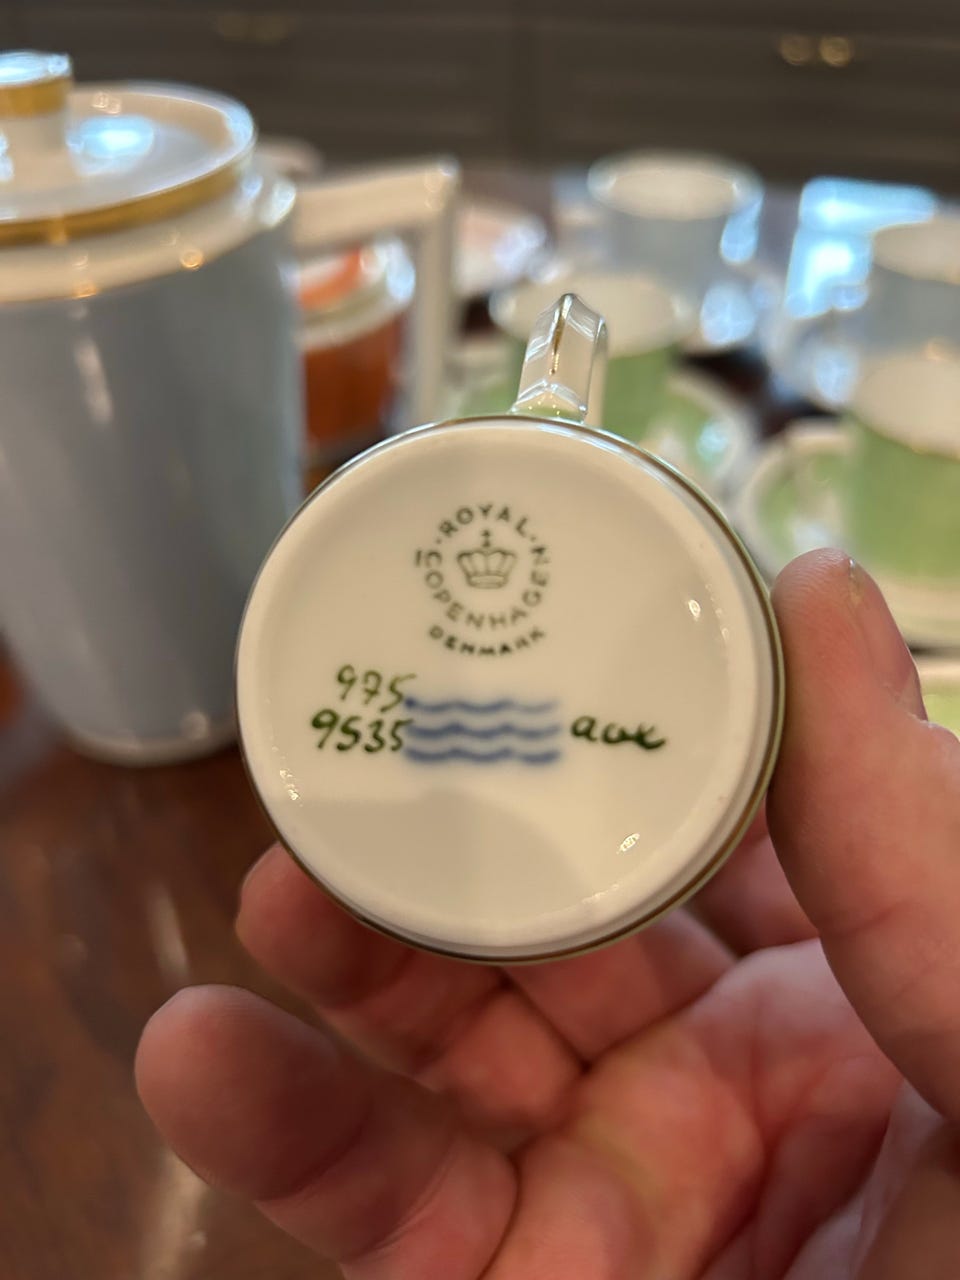 ROYAL
COPENHAGEN
DENMARK
975
9535